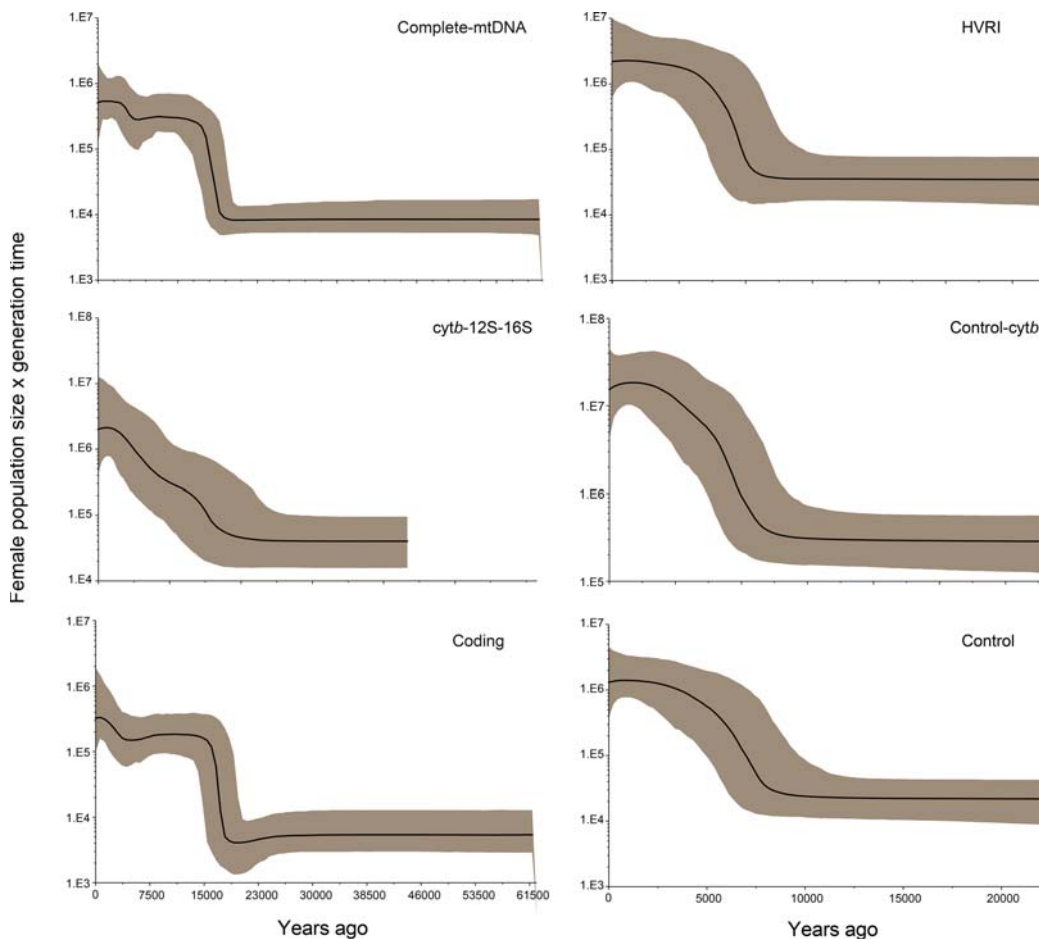 Female population size x generation time
Complete-mtDNA
1.E7
1.E6
1.E5
1.E4
1.E3
HVRI
1.E7
1.E6
1.E5
1.E4
1.E3
cytb-12S-16S
1.E8
1.E7
1.E6
1.E5
1.E4
Control-cytb
1.E8
1.E7
1.E6
1.E5
Coding
1.E7
1.E6
1.E5
1.E4
1.E3
0 7500 15000 23000 30000 38500 46000 53500 61500
Years ago
Control
1.E7
1.E6
1.E5
1.E4
1.E3
0 5000 10000 15000 20000
Years ago